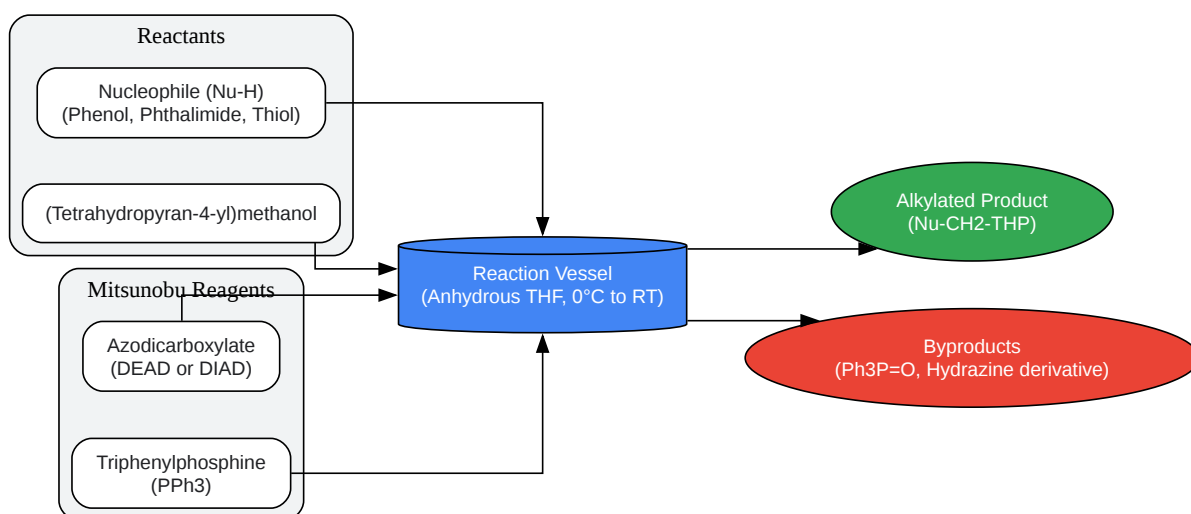 Reactants
Nucleophile (Nu-H)
(Phenol, Phthalimide, Thiol)
(Tetrahydropyran-4-yl)methanol
Mitsunobu Reagents
Azodicarboxylate
(DEAD or DIAD)
Triphenylphosphine
(PPh3)
Reaction Vessel
(Anhydrous THF, 0°C to RT)
Alkylated Product
(Nu-CH2-THP)
Byproducts
(Ph3P=O, Hydrazine derivative)